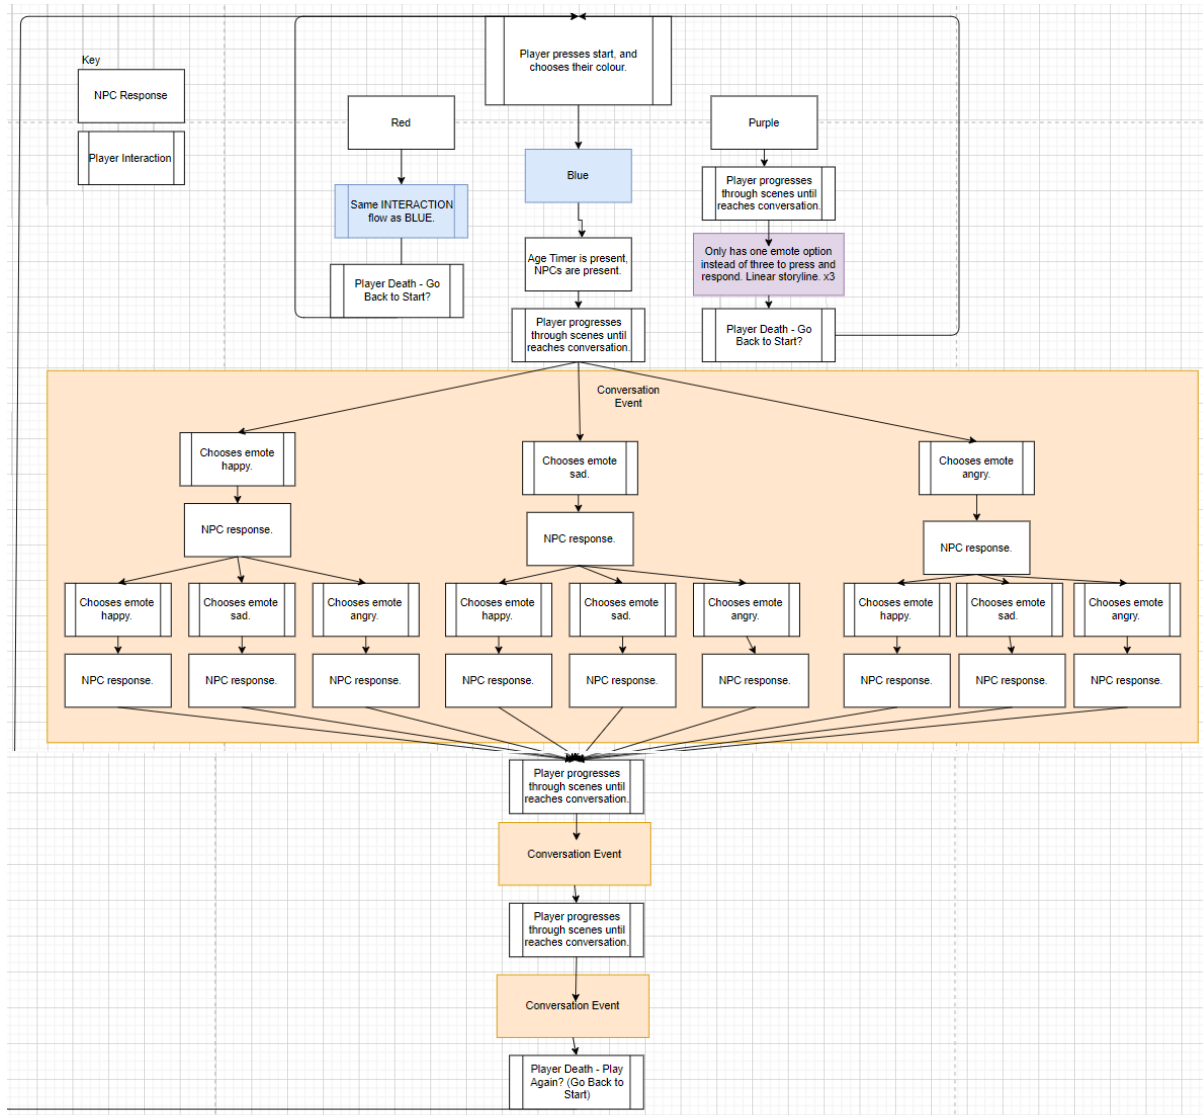 Key
NPC Response
Player Interaction
Player presses start, and
chooses their colour.
Red
Same INTERACTION
flow as BLUE.
Player Death - Go
Back to Start?
Blue
Age Timer is present,
NPCs are present.
Player progresses
through scenes until
reaches conversation.
Purple
Player progresses
through scenes until
reaches conversation.
Only has one emote option
instead of three to press and
respond. Linear storyline. x3
Player Death - Go
Back to Start?
Conversation
Event
Chooses emote
happy.
NPC response.
Chooses emote
happy.
NPC response.
Chooses emote
sad.
NPC response.
Chooses emote
angry.
NPC response.
Chooses emote
sad.
NPC response.
Chooses emote
happy.
NPC response.
Chooses emote
sad.
NPC response.
Chooses emote
angry.
NPC response.
Chooses emote
angry.
NPC response.
Chooses emote
happy.
NPC response.
Chooses emote
sad.
NPC response.
Chooses emote
angry.
NPC response.
Player progresses
through scenes until
reaches conversation.
Conversation Event
Player progresses
through scenes until
reaches conversation.
Conversation Event
Player Death - Play
Again? (Go Back to
Start)